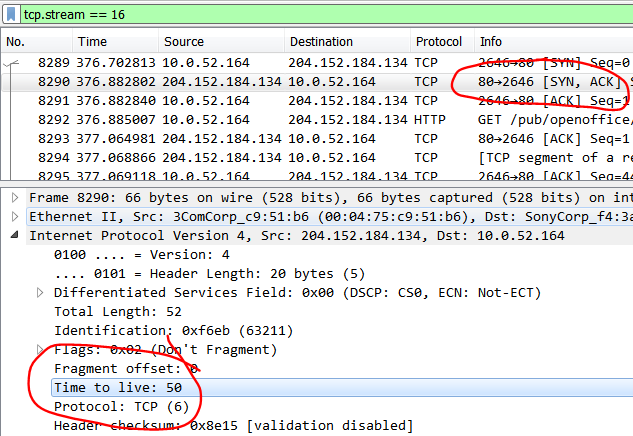 tcp.stream == 16
No. Time Source Destination Protocol Info
8289 376.702813 10.0.52.164 204.152.184.134 TCP 2646→80 [SYN] Seq=0
8290 376.882802 204.152.184.134 10.0.52.164 TCP 80→2646 [SYN, ACK] S
8291 376.882840 10.0.52.164 204.152.184.134 TCP 2646→80 [ACK] Seq=1
8292 376.885007 10.0.52.164 204.152.184.134 HTTP GET /pub/openoffice/
8293 377.064981 204.152.184.134 10.0.52.164 TCP 80→2646 [ACK] Seq=1
8294 377.068866 204.152.184.134 10.0.52.164 TCP [TCP segment of a re
8295 377.069118 10.0.52.164 204.152.184.134 TCP 2646→80 [ACK] Seq=44
Frame 8290: 66 bytes on wire (528 bits), 66 bytes captured (528 bits) on int
Ethernet II, Src: 3ComCorp_c9:51:b6 (00:04:75:c9:51:b6), Dst: SonyCorp_f4:3a
Internet Protocol Version 4, Src: 204.152.184.134, Dst: 10.0.52.164
0100 .... = Version: 4
.... 0101 = Header Length: 20 bytes (5)
Differentiated Services Field: 0x00 (DSCP: CS0, ECN: Not-ECT)
Total Length: 52
Identification: 0xf6eb (63211)
Flags: 0x02 (Don't Fragment)
Fragment offset: 0
Time to live: 50
Protocol: TCP (6)
Header checksum: 0x8e15 [validation disabled]